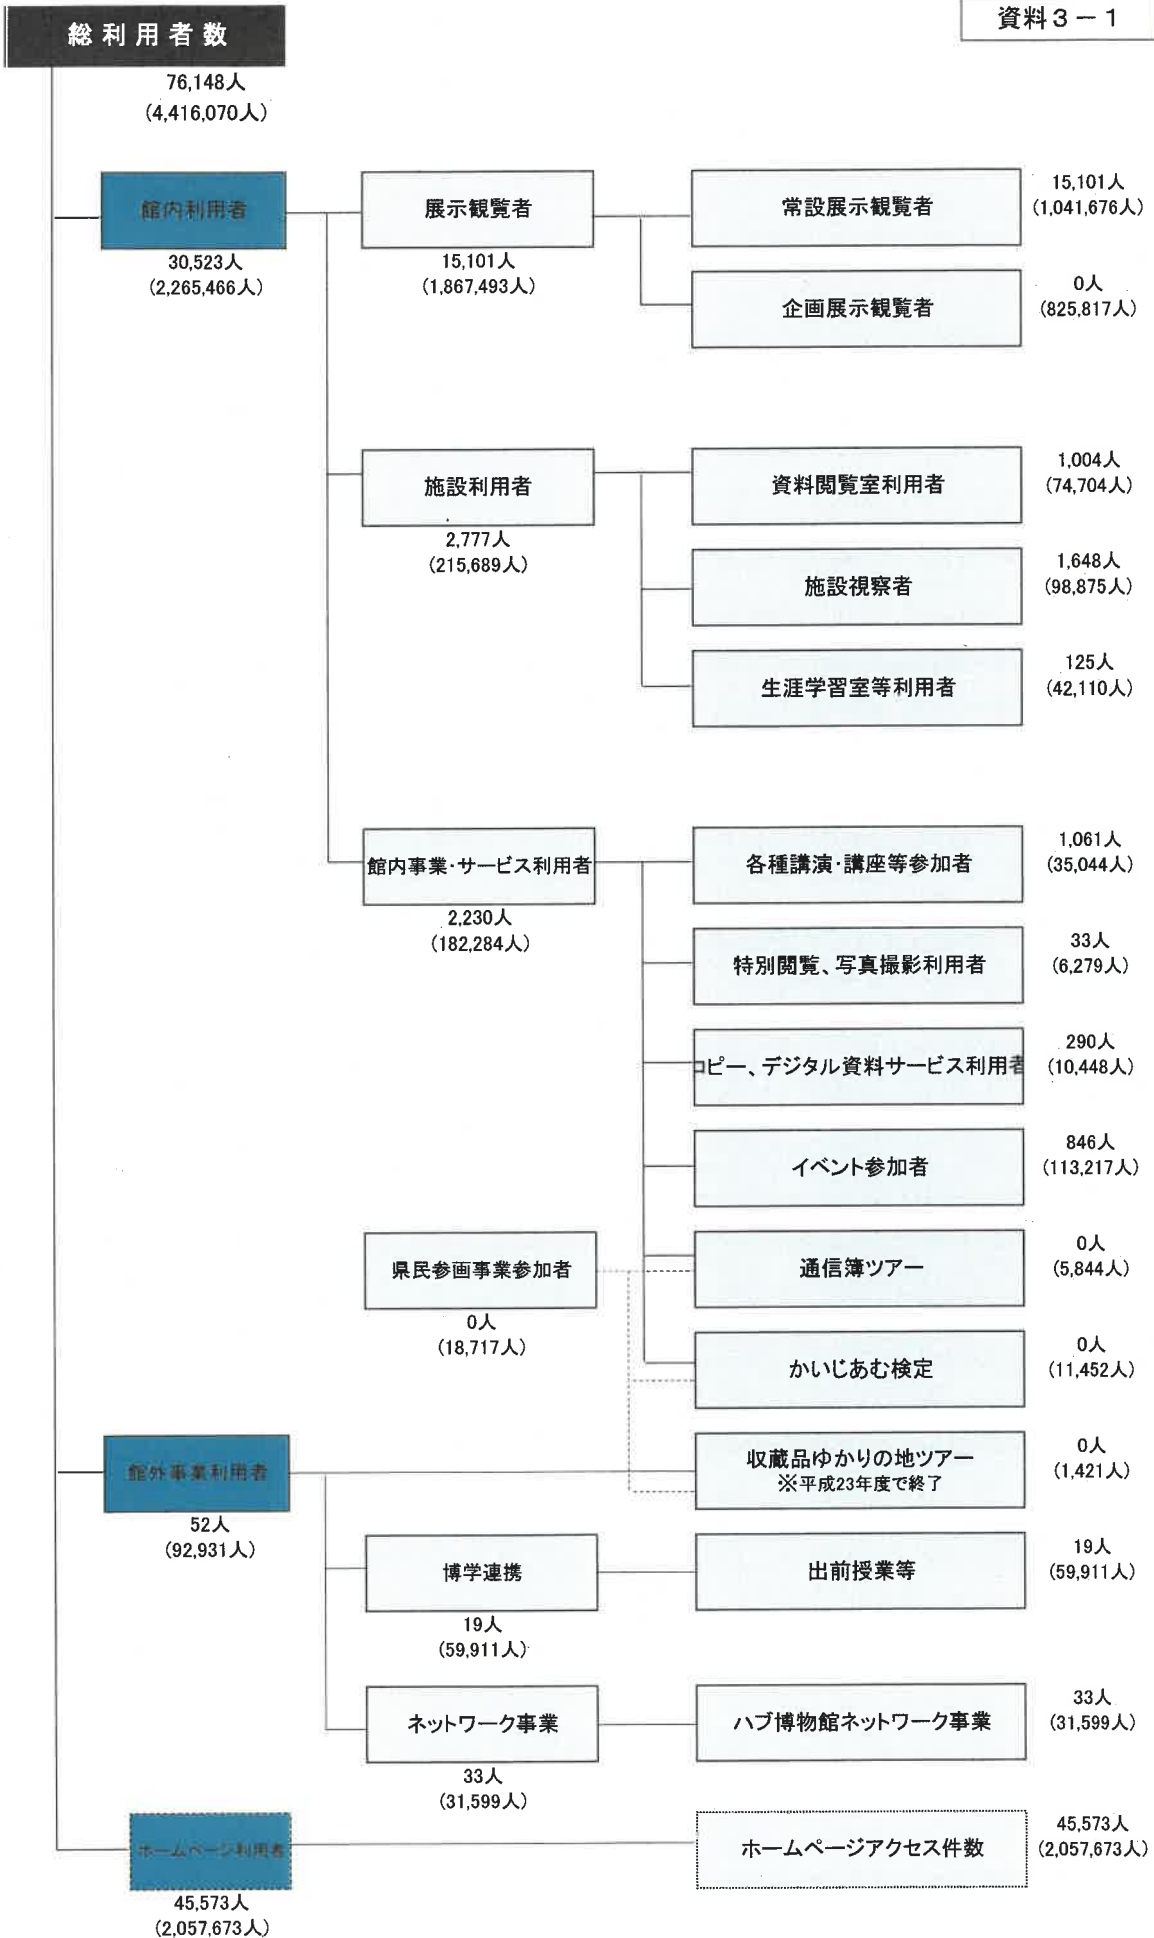 資料3－1
総利用者数
76,148人
(4,416,070人)
館内利用者
30,523人
(2,265,466人)
展示観覧者
15,101人
(1,867,493人)
常設展示観覧者
15,101人
(1,041,676人)
企画展示観覧者
0人
(825,817人)
施設利用者
2,777人
(215,689人)
資料閲覧室利用者
1,004人
(74,704人)
施設視察者
1,648人
(98,875人)
生涯学習室等利用者
125人
(42,110人)
館内事業･サービス利用者
2,230人
(182,284人)
各種講演･講座等参加者
1,061人
(35,044人)
特別閲覧、写真撮影利用者
33人
(6,279人)
コピー、デジタル資料サービス利用者
290人
(10,448人)
イベント参加者
846人
(113,217人)
県民参画事業参加者
0人
(18,717人)
通信簿ツアー
0人
(5,844人)
かいじあむ検定
0人
(11,452人)
館外事業利用者
52人
(92,931人)
収蔵品ゆかりの地ツアー
※平成23年度で終了
0人
(1,421人)
博学連携
19人
(59,911人)
出前授業等
19人
(59,911人)
ネットワーク事業
33人
(31,599人)
ハブ博物館ネットワーク事業
33人
(31,599人)
ホームページ利用者
45,573人
(2,057,673人)
ホームページアクセス件数
45,573人
(2,057,673人)